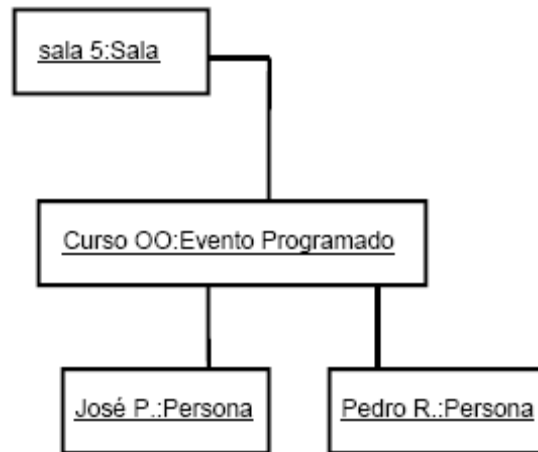 sala 5:Sala
Curso OO:Evento Programado
José P.:Persona
Pedro R.:Persona